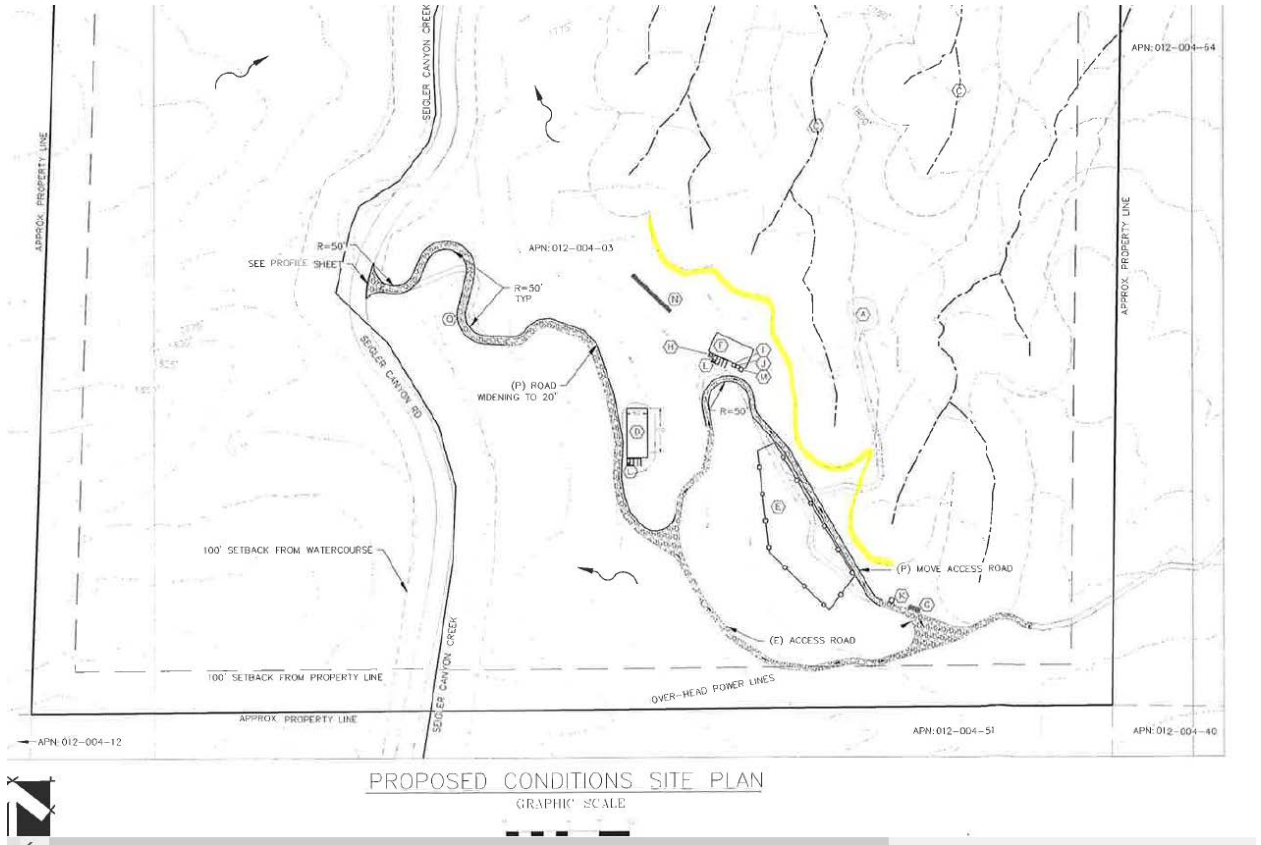 SEIGLER CANYON CREEK
1775
APN: 012-004-64
C
C
1800
APPROX PROPERTY LINE
APPROX. PROPERTY LINE
R=50'
APN: 012-004-03
SEE PROFILE SHEET
R=50'
TYP
N
O
A
H
F
I
L
J
M
SEIGLER CANYON RD
(P) ROAD
WIDENING TO 20'
R=50'
D
L
E
100' SETBACK FROM WATERCOURSE
(P) MOVE ACCESS ROAD
K
G
SEIGLER CANYON CREEK
(E) ACCESS ROAD
100' SETBACK FROM PROPERTY LINE
OVER-HEAD POWER LINES
APPROX. PROPERTY LINE
APN: 012-004-12
APN: 012-004-51
APN: 012-004-40
PROPOSED CONDITIONS SITE PLAN
GRAPHIC SCALE